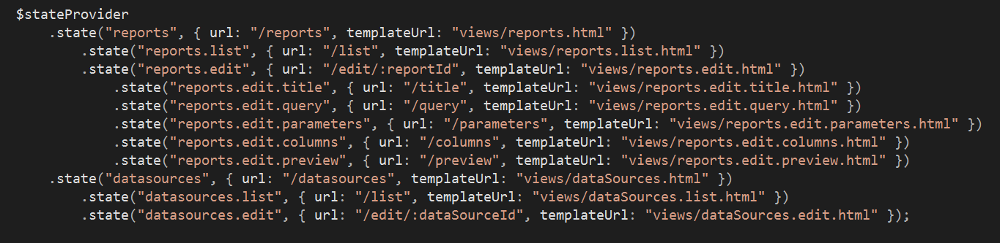 $stateProvider
.state("reports", { url: "/reports", templateUrl: "views/reports.html" })
.state("reports.list", { url: "/list", templateUrl: "views/reports.list.html" })
.state("reports.edit", { url: "/edit/:reportId", templateUrl: "views/reports.edit.html" })
.state("reports.edit.title", { url: "/title", templateUrl: "views/reports.edit.title.html" })
.state("reports.edit.query", { url: "/query", templateUrl: "views/reports.edit.query.html" })
.state("reports.edit.parameters", { url: "/parameters", templateUrl: "views/reports.edit.parameters.html" })
.state("reports.edit.columns", { url: "/columns", templateUrl: "views/reports.edit.columns.html" })
.state("reports.edit.preview", { url: "/preview", templateUrl: "views/reports.edit.preview.html" })
.state("datasources", { url: "/datasources", templateUrl: "views/dataSources.html" })
.state("datasources.list", { url: "/list", templateUrl: "views/dataSources.list.html" })
.state("datasources.edit", { url: "/edit/:dataSourceId", templateUrl: "views/dataSources.edit.html" });